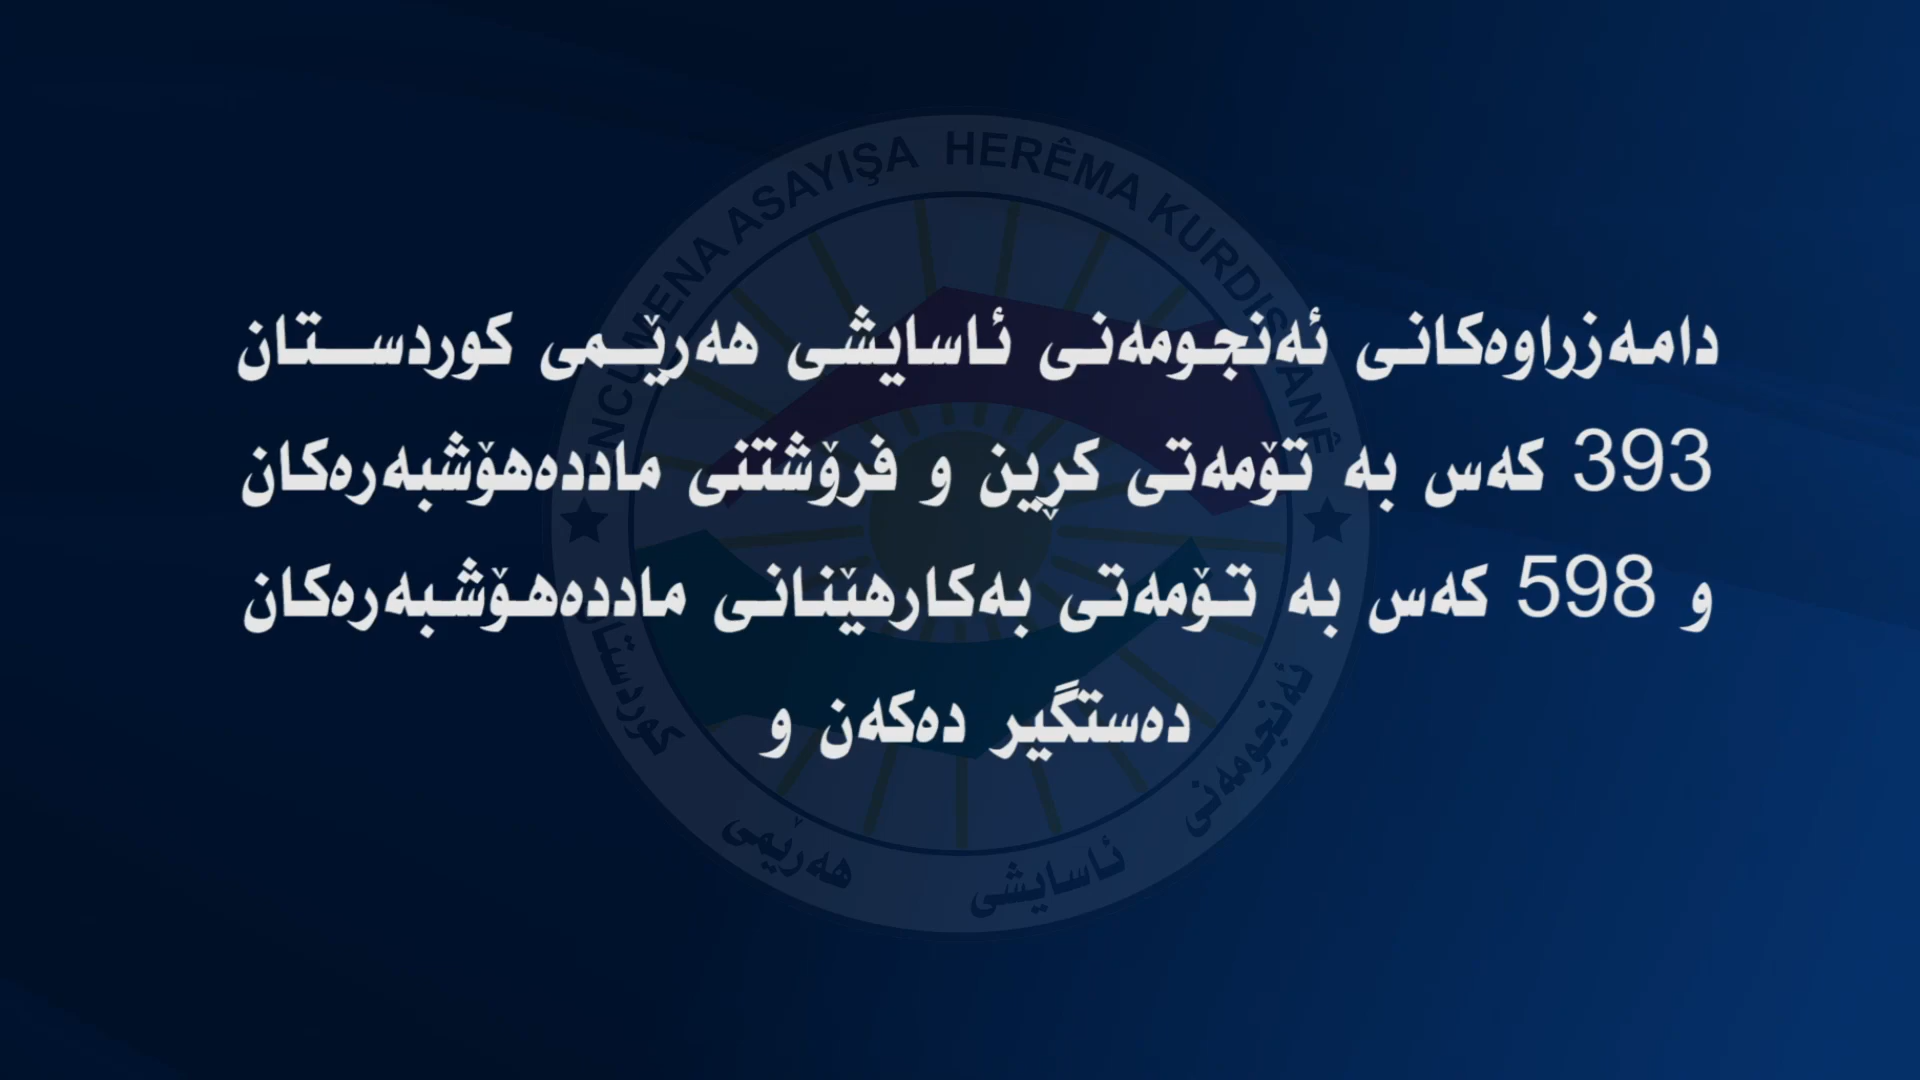 ENCUMENA ASAYIŞA HERÊMA KURDISTANÊ
دامەزراوەکانی ئەنجومەنی ئاسایشی هەرێمی کوردستان
393 کەس بە تۆمەتی کڕین و فرۆشتنی ماددەهۆشبەرەکان
و 598 کەس بە تۆمەتی بەکارهێنانی ماددەهۆشبەرەکان
دەستگیر دەکەن و
ئەنجومەنی ئاسایشی هەرێمی کوردستان